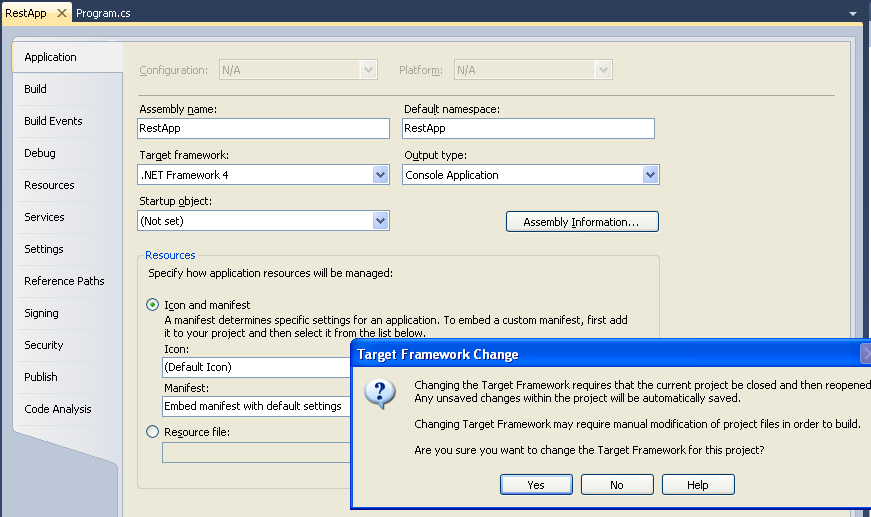 RestApp
Program.cs
Application
Build
Build Events
Debug
Resources
Services
Settings
Reference Paths
Signing
Security
Publish
Code Analysis
Configuration: N/A Platform: N/A
Assembly name: Default namespace:
RestApp RestApp
Target framework: Output type:
.NET Framework 4 Console Application
Startup object:
(Not set) Assembly Information...
Resources
Specify how application resources will be managed:
Icon and manifest
A manifest determines specific settings for an application. To embed a custom manifest, first add
it to your project and then select it from the list below.
Icon:
(Default Icon)
Manifest:
Embed manifest with default settings
Resource file:
Target Framework Change
Changing the Target Framework requires that the current project be closed and then reopened
Any unsaved changes within the project will be automatically saved.
Changing Target Framework may require manual modification of project files in order to build.
Are you sure you want to change the Target Framework for this project?
Yes No Help